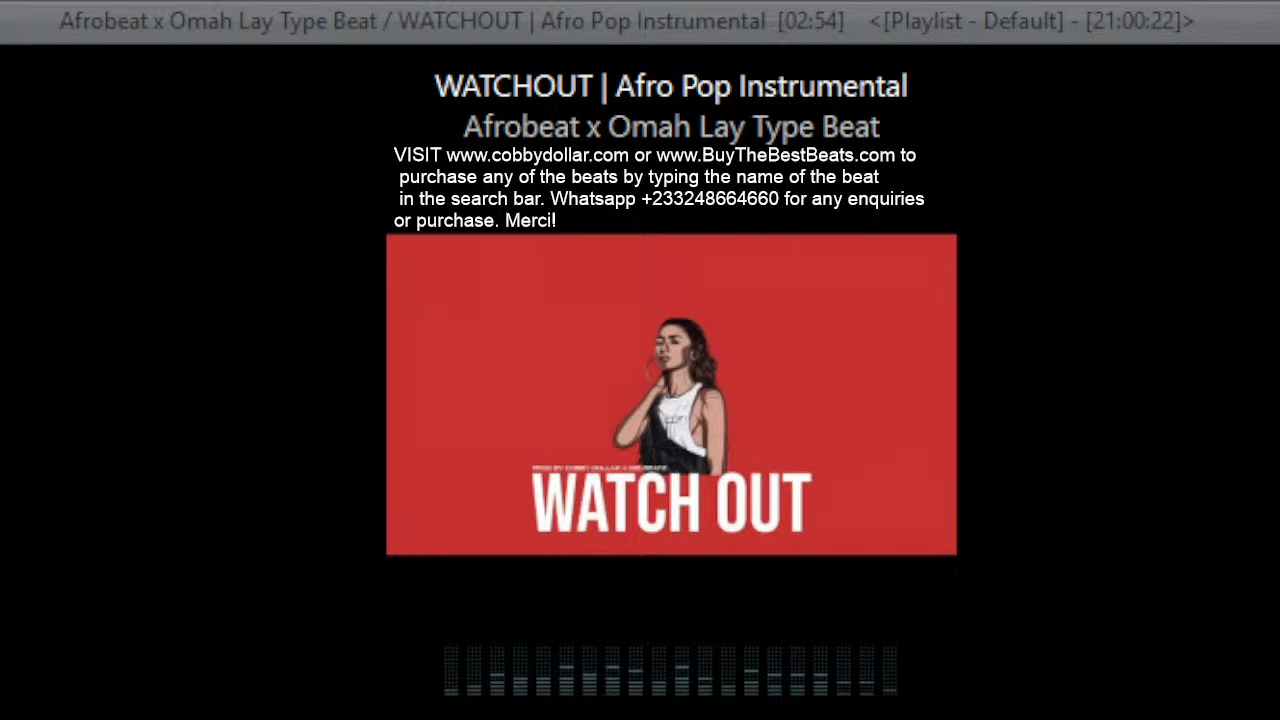 Afrobeat x Omah Lay Type Beat / WATCHOUT | Afro Pop Instrumental [02:54] <[Playlist - Default] - [21:00:22]>
WATCHOUT | Afro Pop Instrumental
Afrobeat x Omah Lay Type Beat
VISIT www.cobbydollar.com or www.BuyTheBestBeats.com to
purchase any of the beats by typing the name of the beat
in the search bar. Whatsapp +233248664660 for any enquiries
or purchase. Merci!
WATCH OUT